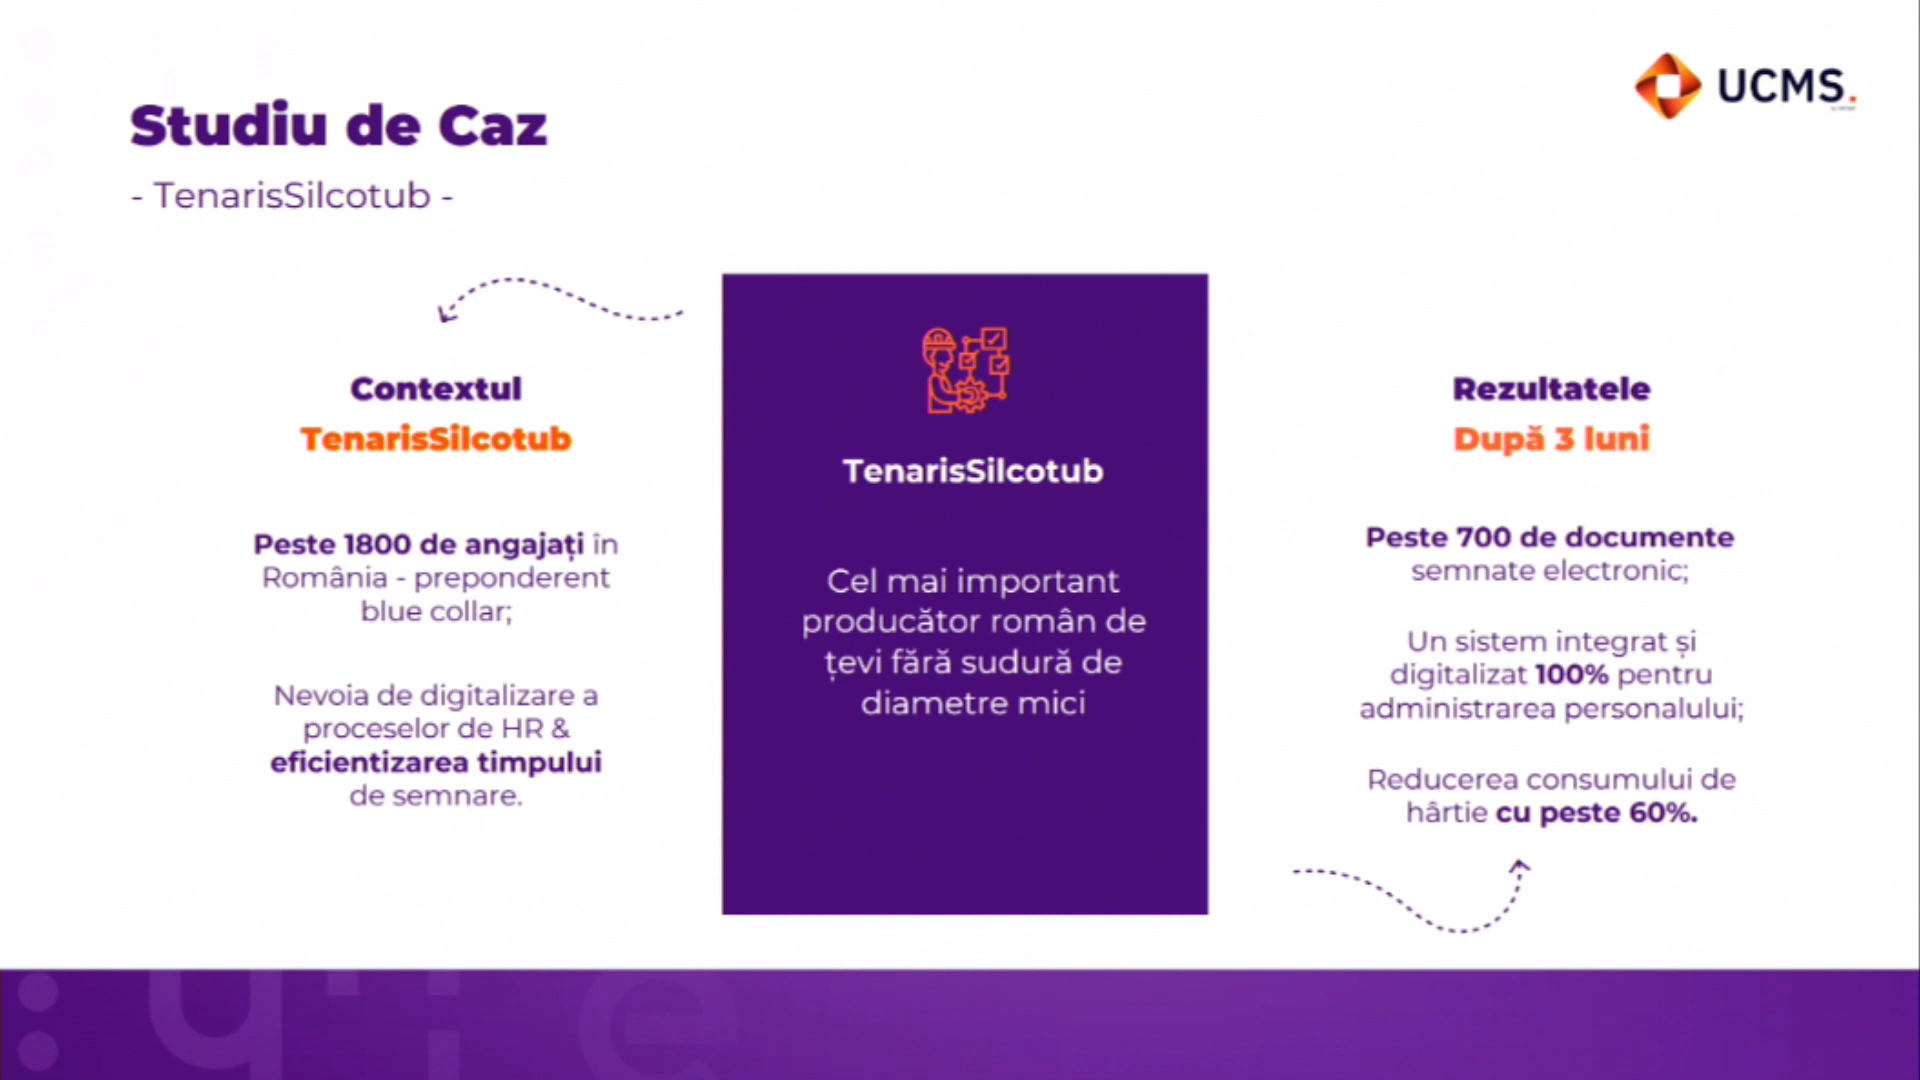 Studiu de Caz
- TenarisSilcotub -
UCMS.
Contextul
TenarisSilcotub
Peste 1800 de angajați în
România - preponderent
blue collar;
Nevoia de digitalizare a
proceselor de HR &
eficientizarea timpului
de semnare.
TenarisSilcotub
Cel mai important
producător român de
țevi fără sudură de
diametre mici
Rezultatele
După 3 luni
Peste 700 de documente
semnate electronic;
Un sistem integrat și
digitalizat 100% pentru
administrarea personalului;
Reducerea consumului de
hârtie cu peste 60%.